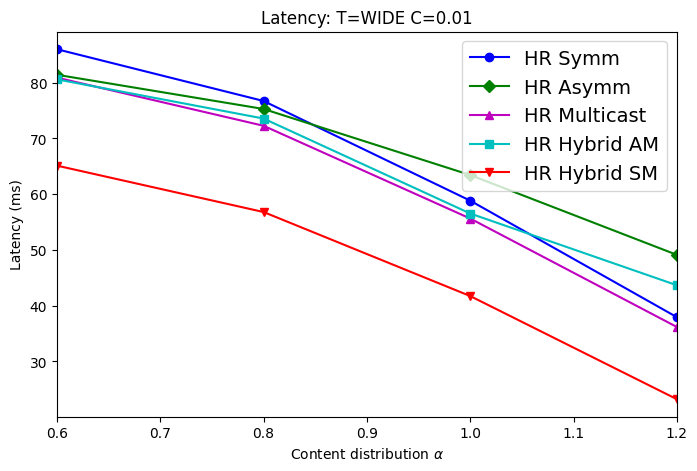 Latency: T=WIDE C=0.01
HR Symm
HR Asymm
HR Multicast
HR Hybrid AM
HR Hybrid SM
Latency (ms)
80
70
60
50
40
30
0.6
0.7
0.8
0.9
1.0
1.1
1.2
Content distribution α